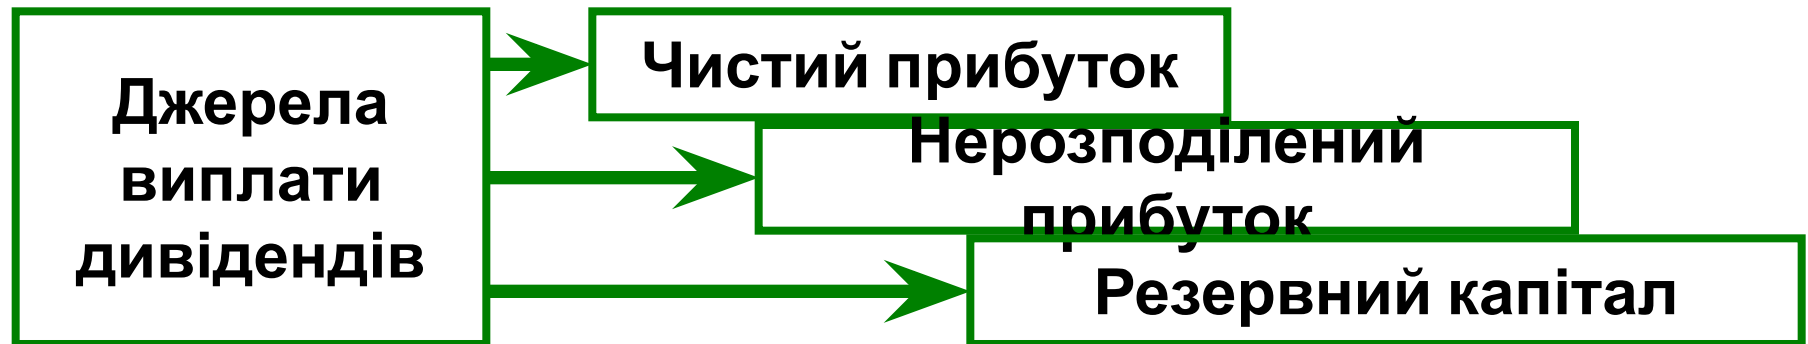 Джерела
виплати
дивідендів
Чистий прибуток
Нерозподілений
прибуток
Резервний капітал